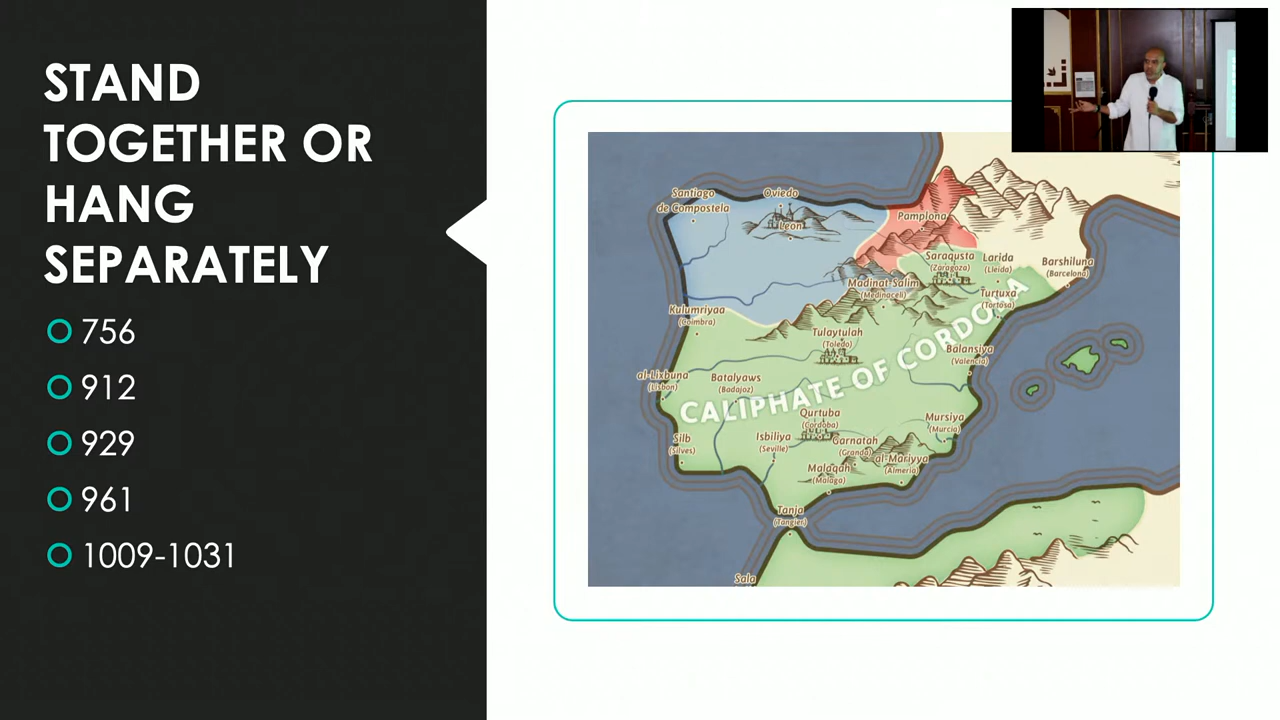 STAND
TOGETHER OR
HANG
SEPARATELY
756
912
929
961
1009-1031
Santiago
de Compostela
Oviedo
Leon
Pamplona
Saraqusta
(Zaragoza)
Larida
(Lleida)
Barshiluna
(Barcelona)
Madinat Salim
(Medinaceli)
Turtuxa
(Tortosa)
Kulumriyaa
(Coimbra)
Tulaytulah
(Toledo)
Balansiya
(Valencia)
CALIPHATE OF CORDOBA
al-Lixbuna
(Lisbon)
Batalyaws
(Badajoz)
Qurtuba
(Cordoba)
Mursiya
(Murcia)
Silb
(Silves)
Isbiliya
(Seville)
Garnatah
(Granda)
al-Mariyya
(Almeria)
Malaqah
(Malaga)
Tanja
(Tangier)
Sala